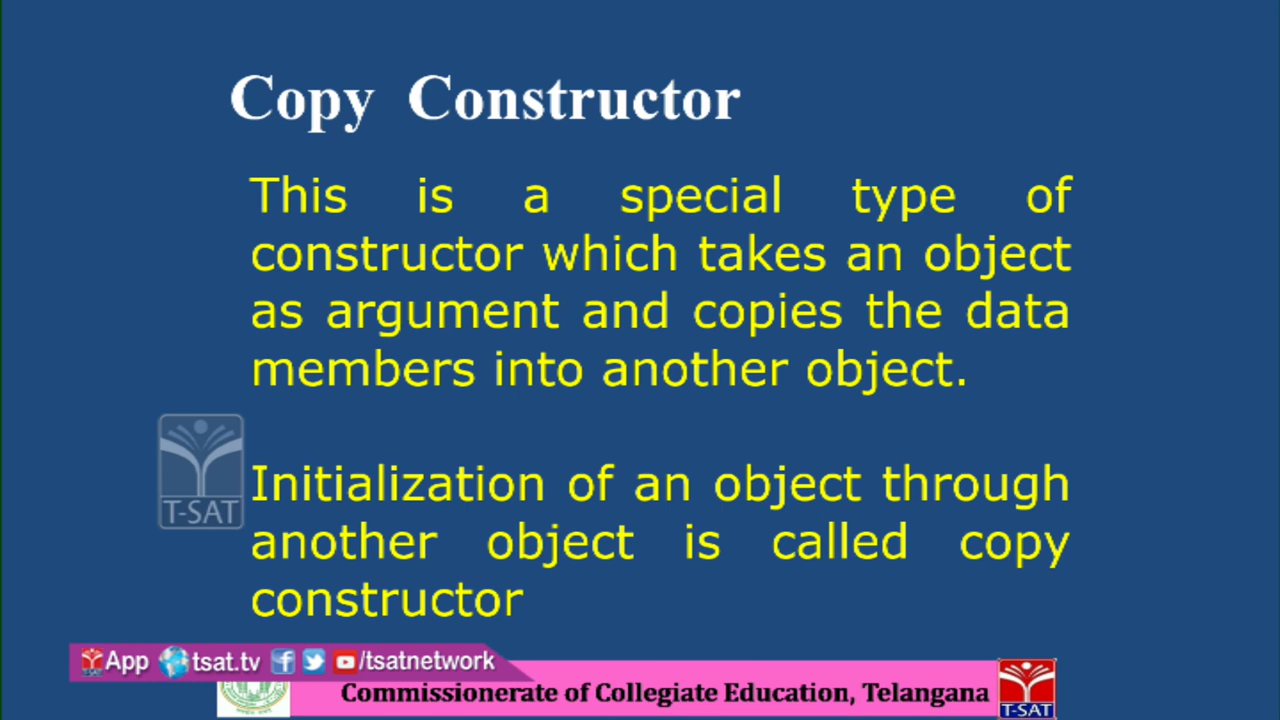 Copy Constructor
This is a special type of
constructor which takes an object
as argument and copies the data
members into another object.
T-SAT
Initialization of an object through
another object is called copy
constructor
App tsat.tv /tsatnetwork
Commissionerate of Collegiate Education, Telangana
T-SAT